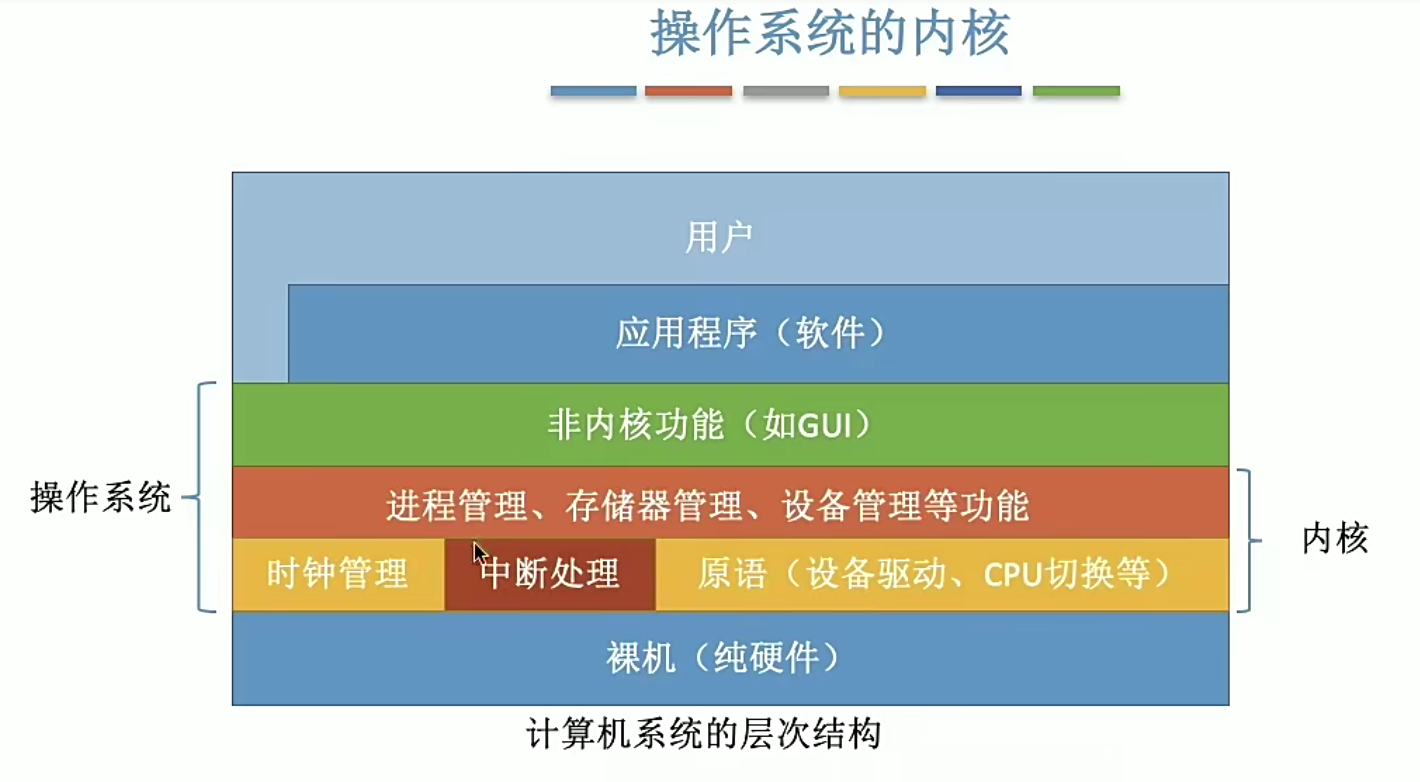 操作系统的内核
用户
应用程序（软件）
非内核功能（如GUI）
操作系统
进程管理、存储器管理、设备管理等功能
内核
时钟管理
中断处理
原语（设备驱动、CPU切换等）
裸机（纯硬件）
计算机系统的层次结构